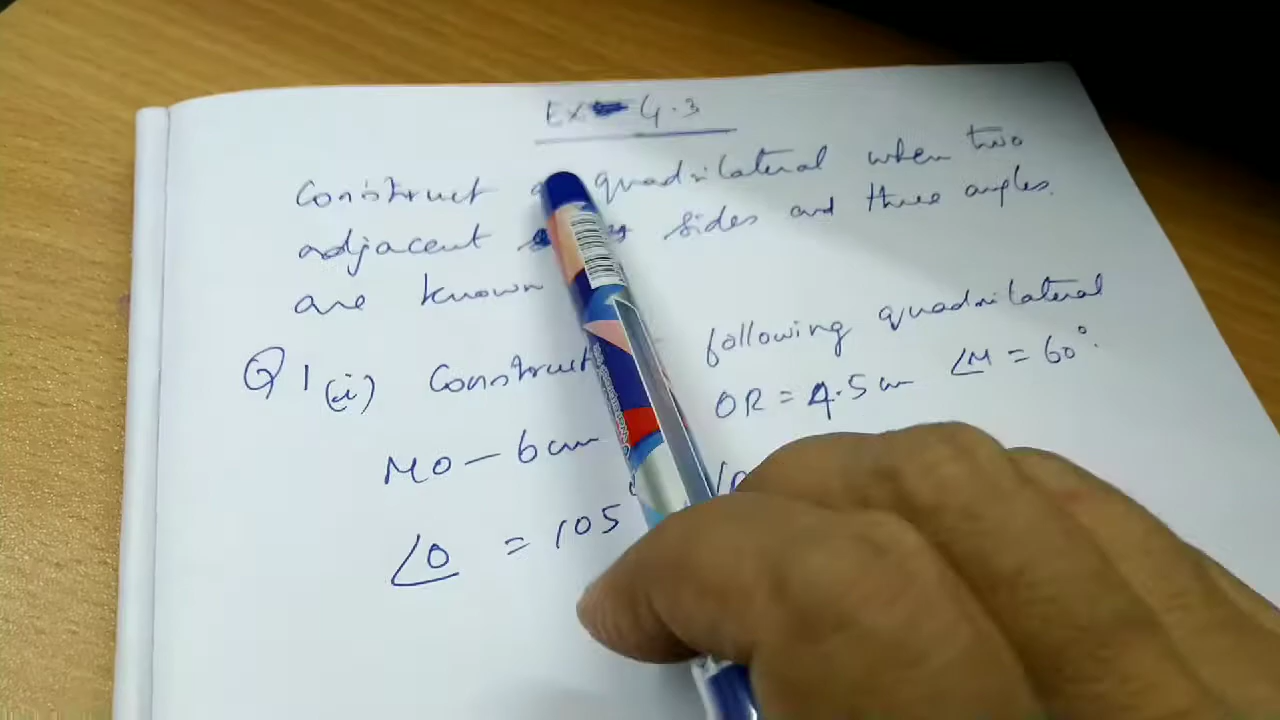 Ex 4.3
Construct a quadrilateral when two
adjacent sides and three angles.
are known
Q1(i) Construct following quadrilateral
MO - 6cm OR = 4.5cm ∠M = 60°.
∠O = 105